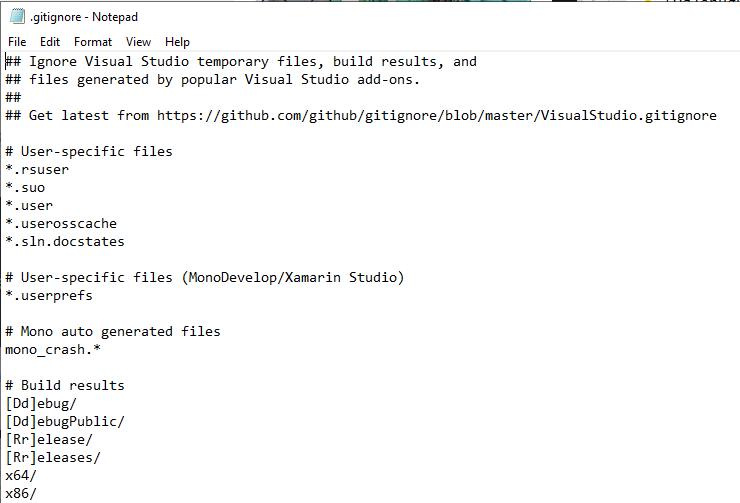 .gitignore - Notepad
File Edit Format View Help
## Ignore Visual Studio temporary files, build results, and
## files generated by popular Visual Studio add-ons.
##
## Get latest from https://github.com/github/gitignore/blob/master/VisualStudio.gitignore
# User-specific files
*.rsuser
*.suo
*.user
*.userosscache
*.sln.docstates
# User-specific files (MonoDevelop/Xamarin Studio)
*.userprefs
# Mono auto generated files
mono_crash.*
# Build results
[Dd]ebug/
[Dd]ebugPublic/
[Rr]elease/
[Rr]eleases/
x64/
x86/